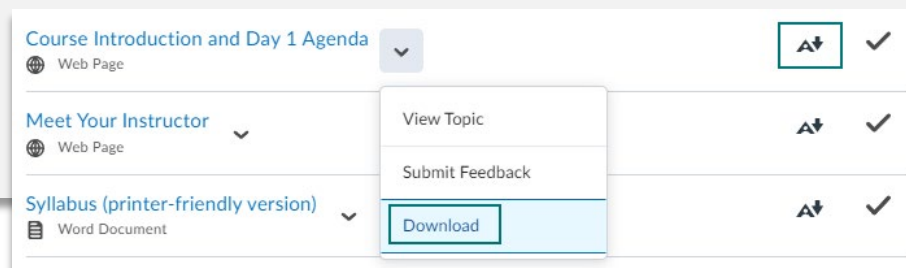 Course Introduction and Day 1 Agenda
Web Page
View Topic
Meet Your Instructor
Web Page
Submit Feedback
Syllabus (printer-friendly version)
Word Document
Download